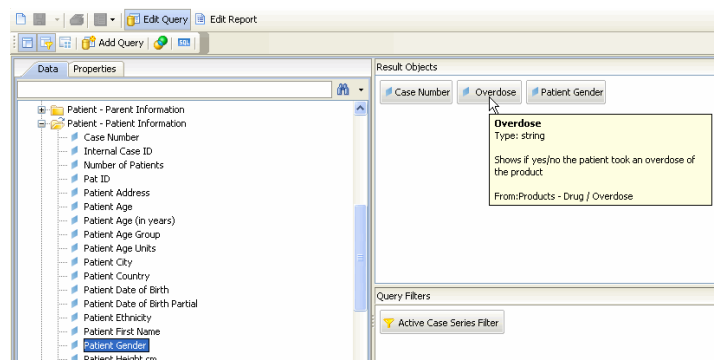 Edit Query Edit Report
Add Query SQL
Data Properties
Result Objects
Case Number Overdose Patient Gender
Overdose
Type: string
Shows if yes/no the patient took an overdose of
the product
From:Products - Drug / Overdose
Patient - Parent Information
Patient - Patient Information
Case Number
Internal Case ID
Number of Patients
Pat ID
Patient Address
Patient Age
Patient Age (in years)
Patient Age Group
Patient Age Units
Patient City
Patient Country
Patient Date of Birth
Patient Date of Birth Partial
Patient Ethnicity
Patient First Name
Patient Gender
Patient Height cm
Query Filters
Active Case Series Filter